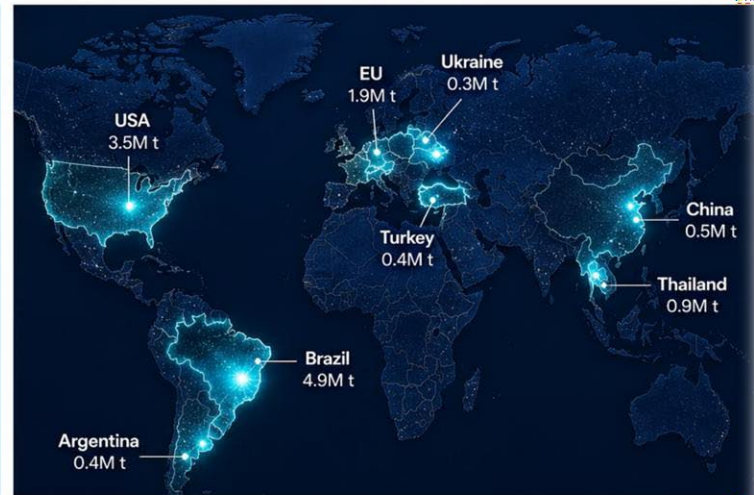 Ukraine
0.3M t
EU
1.9M t
USA
3.5M t
China
0.5M t
Turkey
0.4M t
Thailand
0.9M t
Brazil
4.9M t
Argentina
0.4M t